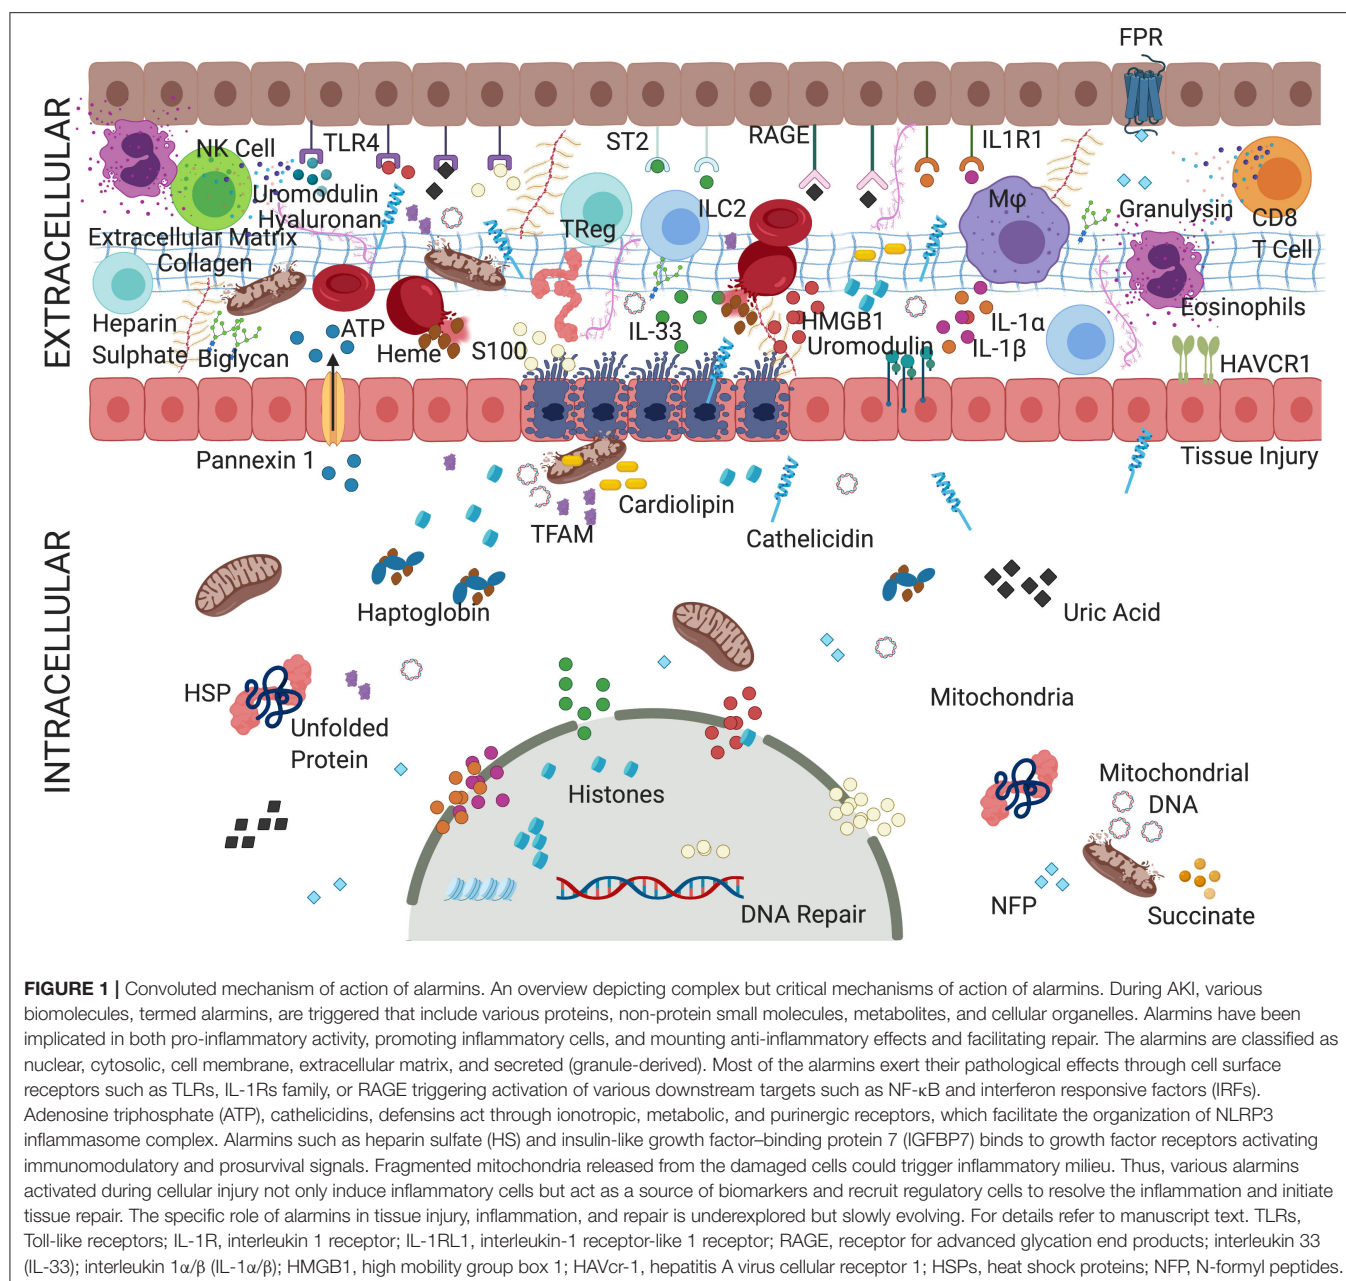 FPR
EXTRACELLULAR
NK Cell
TLR4
ST2
RAGE
IL1R1
Uromodulin
Hyaluronan
ILC2
Mφ
Granulysin
CD8
T Cell
TReg
Extracellular Matrix
Collagen
Heparin
Sulphate
Biglycan
ATP
Heme
S100
IL-33
HMGB1
Uromodulin
IL-1α
IL-1β
Eosinophils
HAVCR1
Pannexin 1
Tissue Injury
INTRACELLULAR
Cardiolipin
TFAM
Cathelicidin
Haptoglobin
Uric Acid
HSP
Unfolded
Protein
Mitochondria
Histones
Mitochondrial
DNA
DNA Repair
NFP
Succinate
FIGURE 1 | Convoluted mechanism of action of alarmins. An overview depicting complex but critical mechanisms of action of alarmins. During AKI, various
biomolecules, termed alarmins, are triggered that include various proteins, non-protein small molecules, metabolites, and cellular organelles. Alarmins have been
implicated in both pro-inflammatory activity, promoting inflammatory cells, and mounting anti-inflammatory effects and facilitating repair. The alarmins are classified as
nuclear, cytosolic, cell membrane, extracellular matrix, and secreted (granule-derived). Most of the alarmins exert their pathological effects through cell surface
receptors such as TLRs, IL-1Rs family, or RAGE triggering activation of various downstream targets such as NF-κB and interferon responsive factors (IRFs).
Adenosine triphosphate (ATP), cathelicidins, defensins act through ionotropic, metabolic, and purinergic receptors, which facilitate the organization of NLRP3
inflammasome complex. Alarmins such as heparin sulfate (HS) and insulin-like growth factor–binding protein 7 (IGFBP7) binds to growth factor receptors activating
immunomodulatory and prosurvival signals. Fragmented mitochondria released from the damaged cells could trigger inflammatory milieu. Thus, various alarmins
activated during cellular injury not only induce inflammatory cells but act as a source of biomarkers and recruit regulatory cells to resolve the inflammation and initiate
tissue repair. The specific role of alarmins in tissue injury, inflammation, and repair is underexplored but slowly evolving. For details refer to manuscript text. TLRs,
Toll-like receptors; IL-1R, interleukin 1 receptor; IL-1RL1, interleukin-1 receptor-like 1 receptor; RAGE, receptor for advanced glycation end products; interleukin 33
(IL-33); interleukin 1α/β (IL-1α/β); HMGB1, high mobility group box 1; HAVcr-1, hepatitis A virus cellular receptor 1; HSPs, heat shock proteins; NFP, N-formyl peptides.